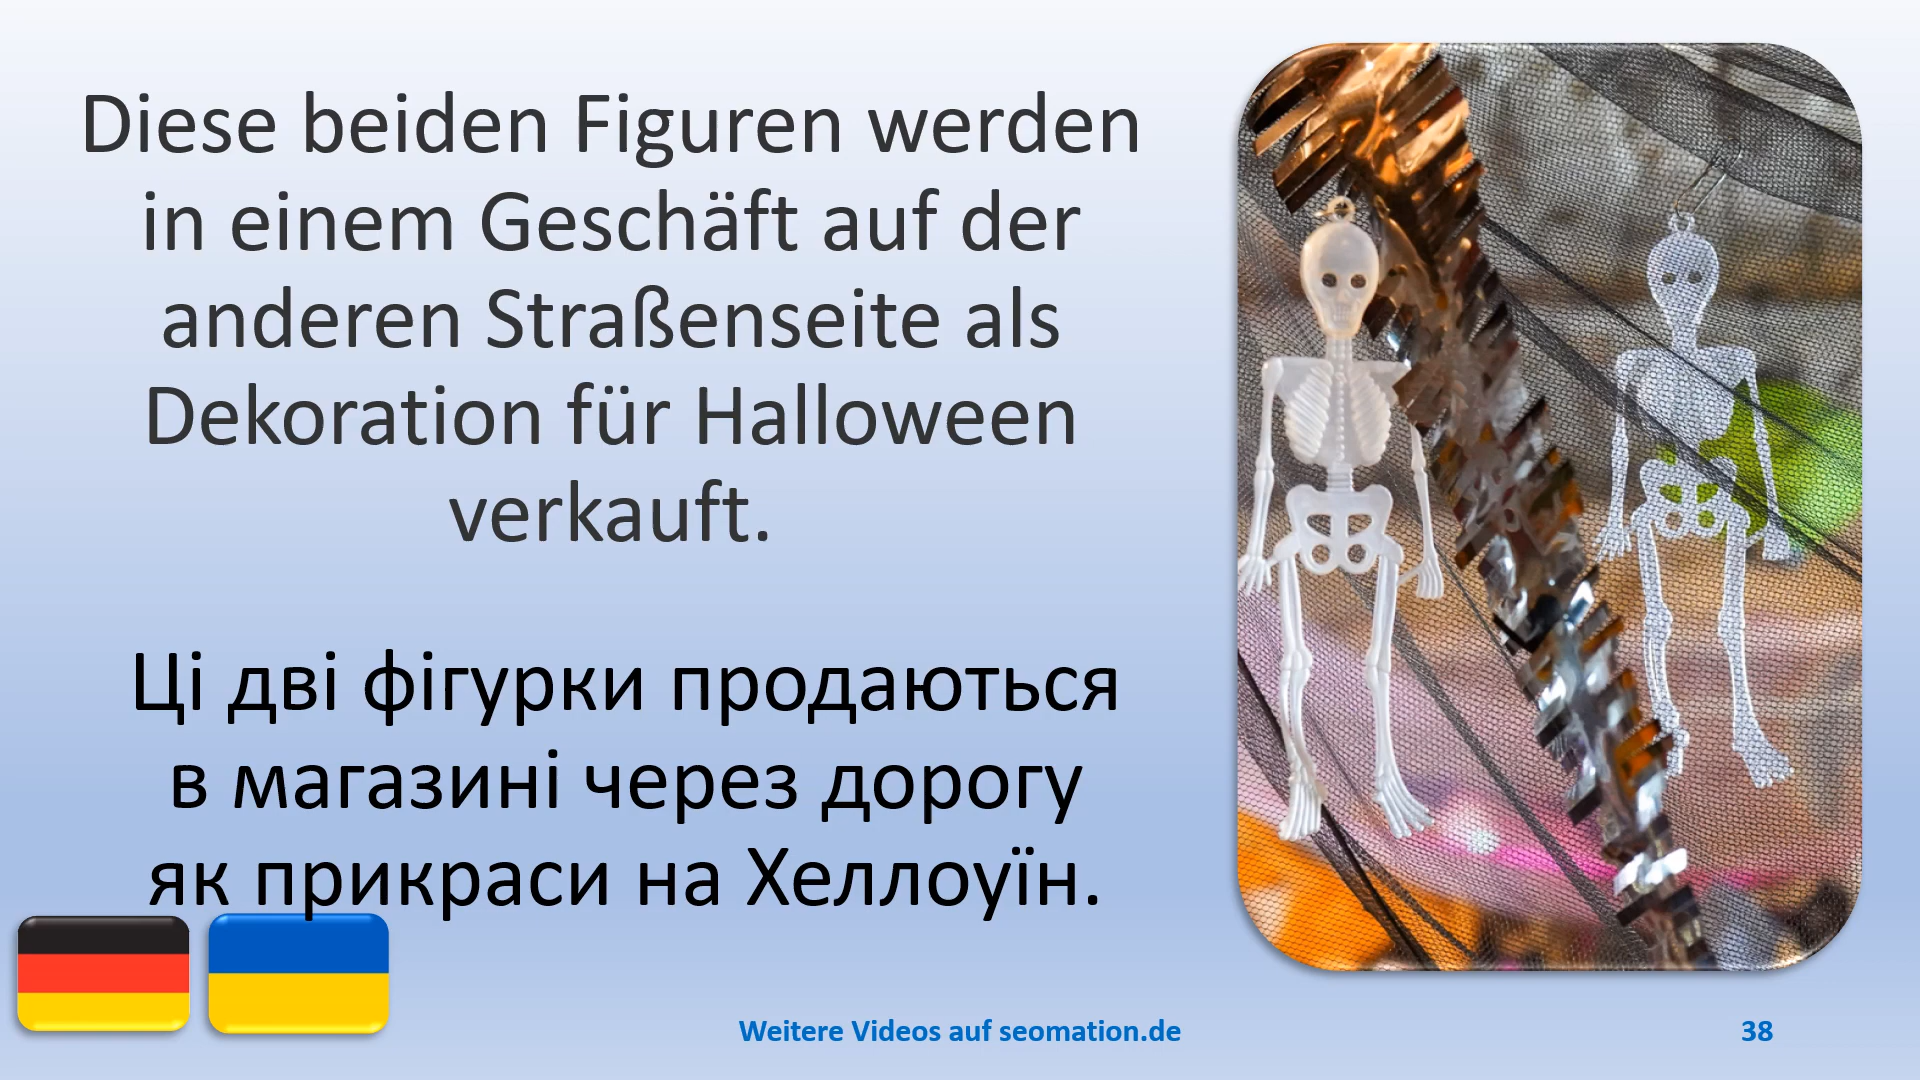 Diese beiden Figuren werden
in einem Geschäft auf der
anderen Straßenseite als
Dekoration für Halloween
verkauft.
Ці дві фігурки продаються
в магазині через дорогу
як прикраси на Хеллоуїн.
Weitere Videos auf seomation.de
38